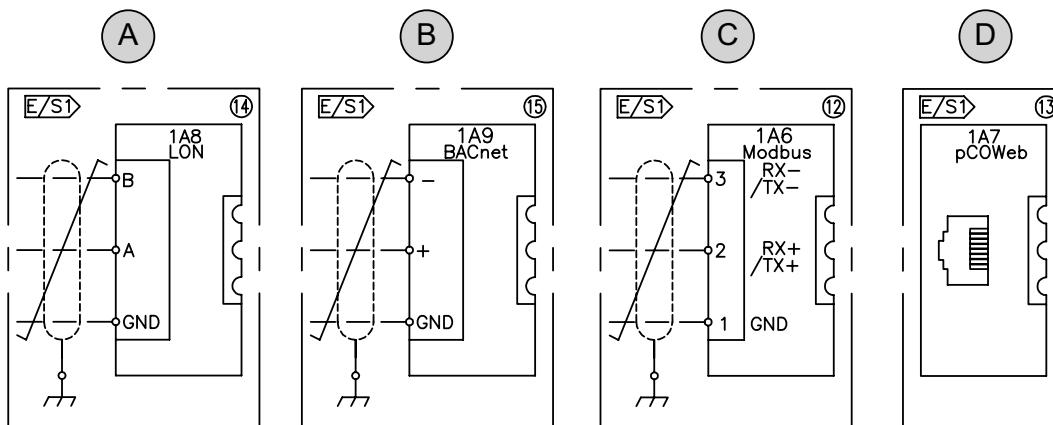 A
B
C
D
E/S1
14
1A8
LON
B
A
GND
E/S1
15
1A9
BACnet
-
+
GND
E/S1
12
1A6
Modbus
3
RX-
/TX-
2
RX+
/TX+
1
GND
E/S1
13
1A7
pCOWeb